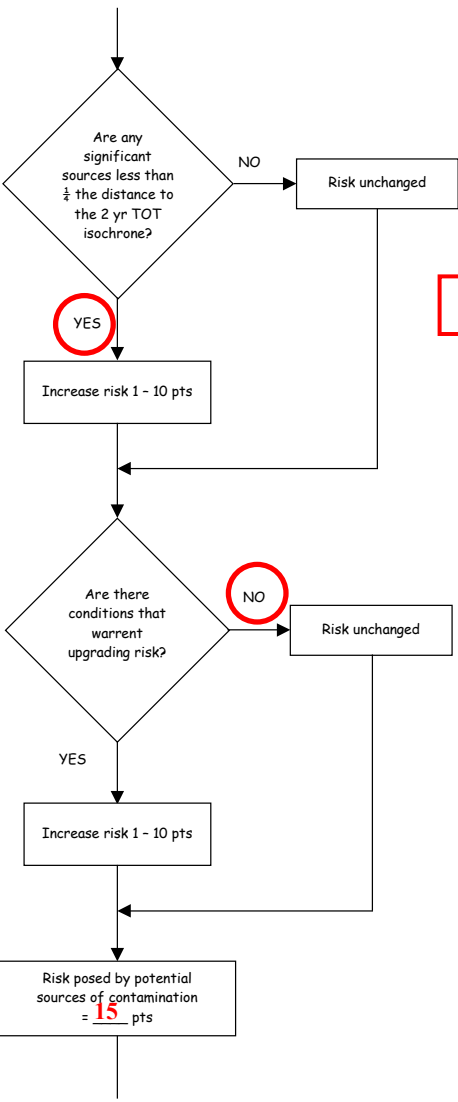 Are any
significant
sources less than
¼ the distance to
the 2 yr TOT
isochrone?
NO
Risk unchanged
YES
Increase risk 1 - 10 pts
Are there
conditions that
warrent
upgrading risk?
NO
Risk unchanged
YES
Increase risk 1 - 10 pts
Risk posed by potential
sources of contamination
= 15 pts